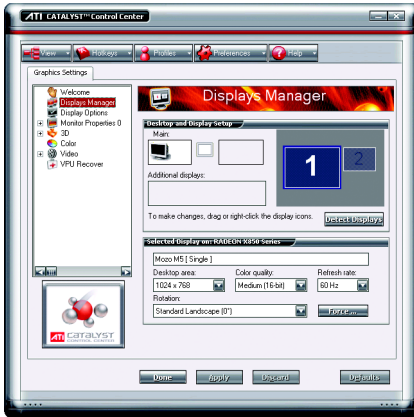 ATI CATALYST™ Control Center
View Hotkeys Profiles Preferences Help
Graphics Settings
Welcome
Displays Manager
Display Options
Monitor Properties 0
3D
Color
Video
VPU Recover
ATI CATALYST
CONTROL CENTER
Displays Manager
Desktop and Display Setup
Main:
Additional displays:
1
2
To make changes, drag or right-click the display icons.
Detect Displays
Selected Display on: RADEON X850 Series
Mozo M5 [ Single ]
Desktop area: Color quality: Refresh rate:
1024 x 768 Medium (16-bit) 60 Hz
Rotation:
Standard Landscape (0°) Force ...
Done Apply Discard Defaults